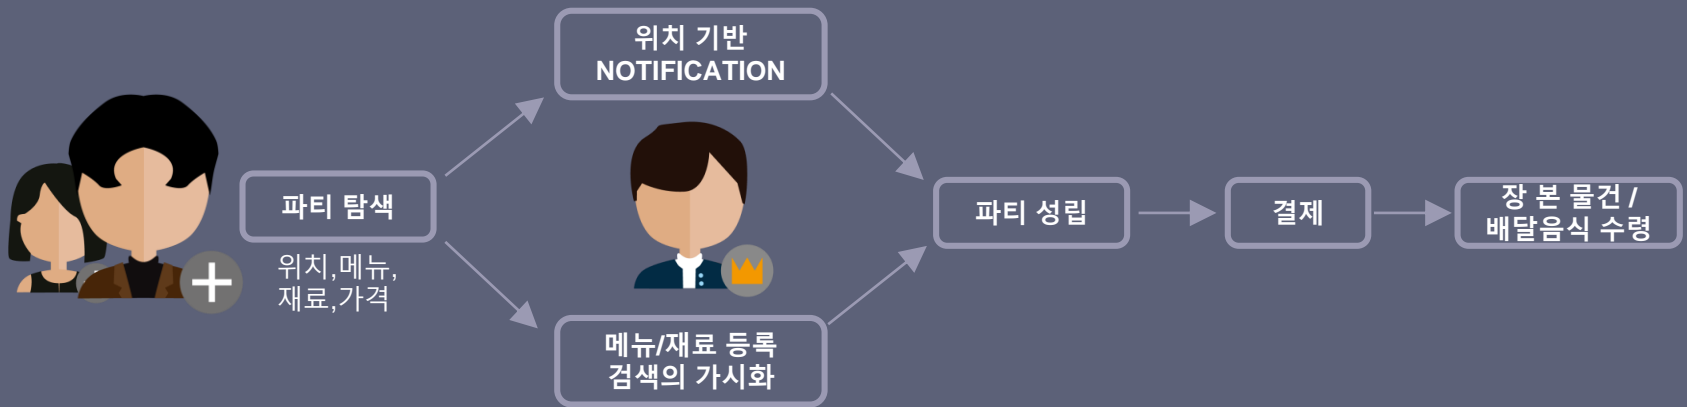 위치 기반
NOTIFICATION
파티 탐색
위치,메뉴,
재료,가격
메뉴/재료 등록
검색의 가시화
파티 성립
결제
장 본 물건 /
배달음식 수령